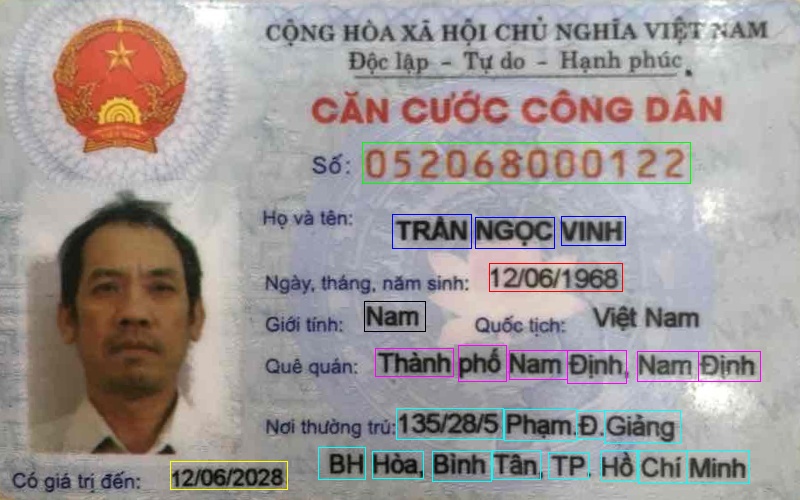 CỘNG HÒA XÃ HỘI CHỦ NGHĨA VIỆT NAM
Độc lập - Tự do - Hạnh phúc
CĂN CƯỚC CÔNG DÂN
Số: 052068000122
Họ và tên: TRẦN NGỌC VINH
Ngày, tháng, năm sinh: 12/06/1968
Giới tính: Nam Quốc tịch: Việt Nam
Quê quán: Thành phố Nam Định, Nam Định
Nơi thường trú: 135/28/5 Phạm.Đ.Giảng
BH Hòa, Bình Tân, TP. Hồ Chí Minh
Có giá trị đến: 12/06/2028